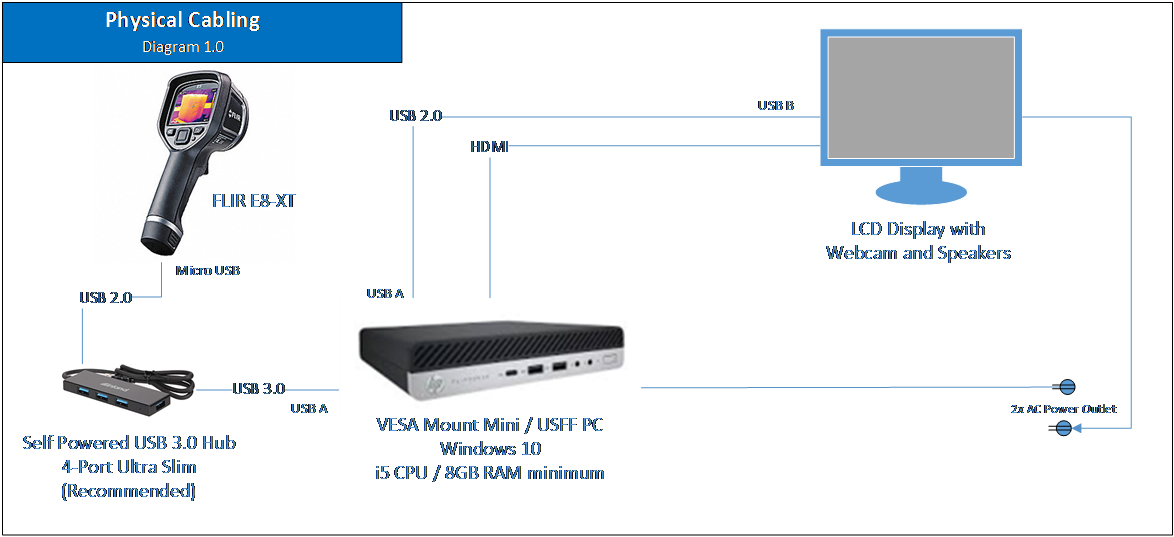 Physical Cabling
Diagram 1.0
USB 2.0
USB B
HDMI
FLIR
FLIR E8-XT
LCD Display with
Webcam and Speakers
Micro USB
USB 2.0
USB A
hp
USB 3.0
USB A
2x AC Power Outlet
VESA Mount Mini / USFF PC
Windows 10
i5 CPU / 8GB RAM minimum
Self Powered USB 3.0 Hub
4-Port Ultra Slim
(Recommended)